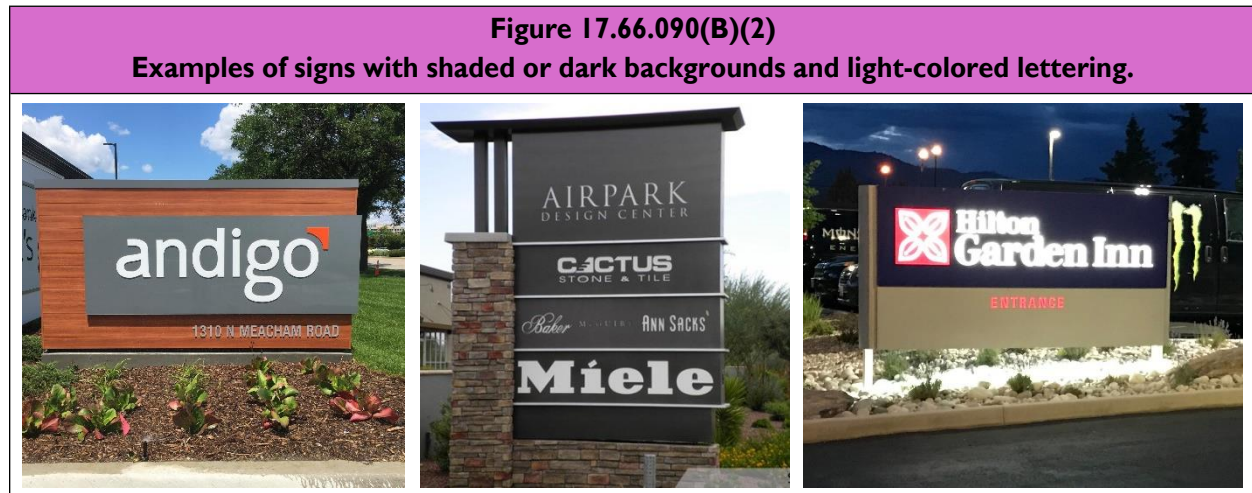 Figure 17.66.090(B)(2)
Examples of signs with shaded or dark backgrounds and light-colored lettering.
andigo
1310 N MEACHAM ROAD
AIRPARK
DESIGN CENTER
CACTUS
STONE & TILE
Baker McGUIRE ANN SACKS
Miele
Hilton
Garden Inn
ENTRANCE